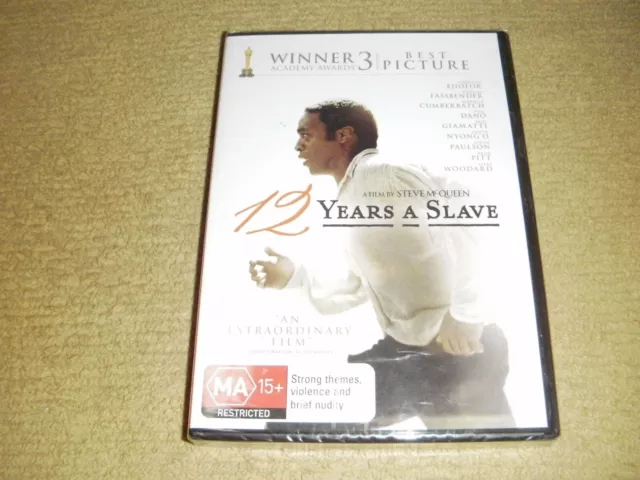 WINNER 3 BEST
ACADEMY AWARDS PICTURE
EJIOFOR
FASSBENDER
CUMBERBATCH
DANO
GIAMATTI
NYONG'O
PAULSON
PITT
WOODARD
A FILM BY STEVE McQUEEN
12 YEARS A SLAVE
"AN
EXTRAORDINARY
FILM"
MA 15+
RESTRICTED
Strong themes,
violence and
brief nudity